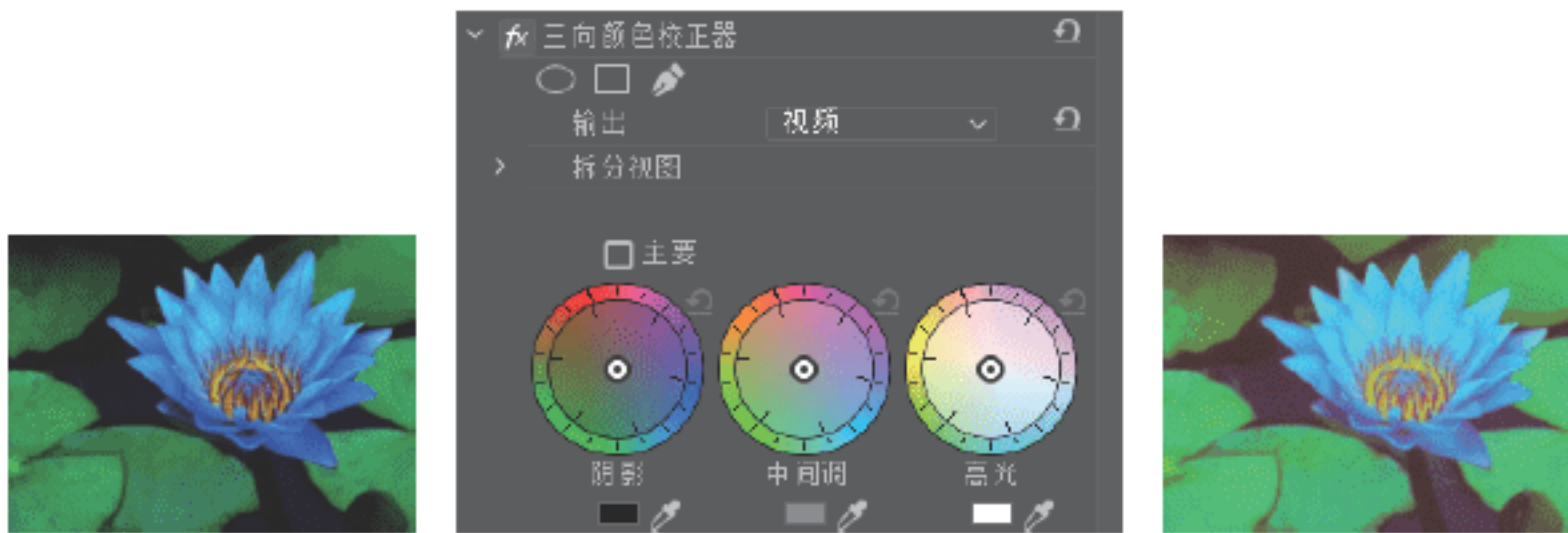 fx 三向颜色校正器
输出 视频
拆分视图
主要
阴影 中间调 高光